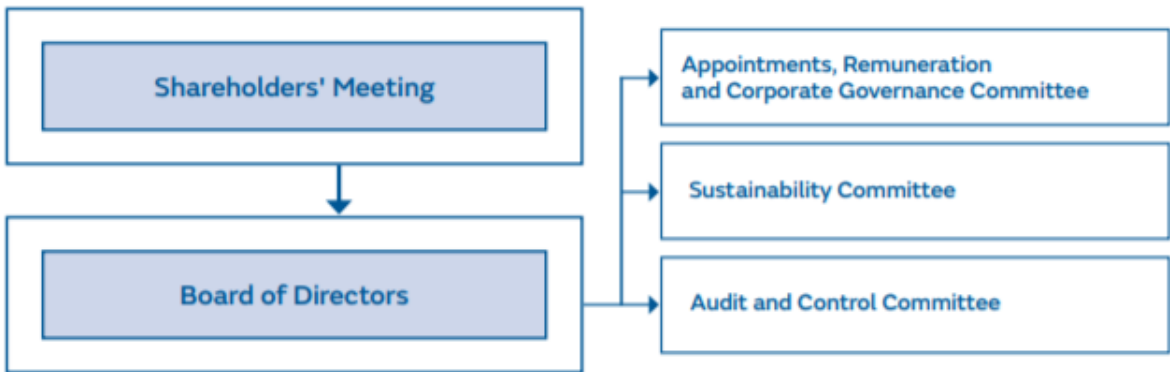 Shareholders' Meeting
Board of Directors
Appointments, Remuneration
and Corporate Governance Committee
Sustainability Committee
Audit and Control Committee